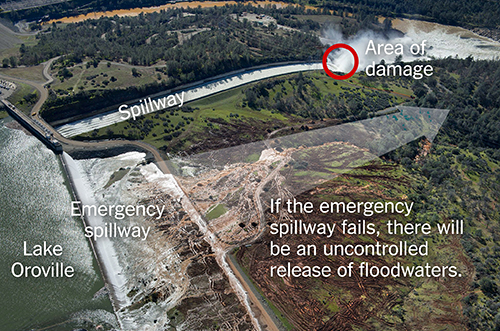 Area of
damage
Spillway
Emergency
spillway
Lake
Oroville
If the emergency
spillway fails, there will
be an uncontrolled
release of floodwaters.